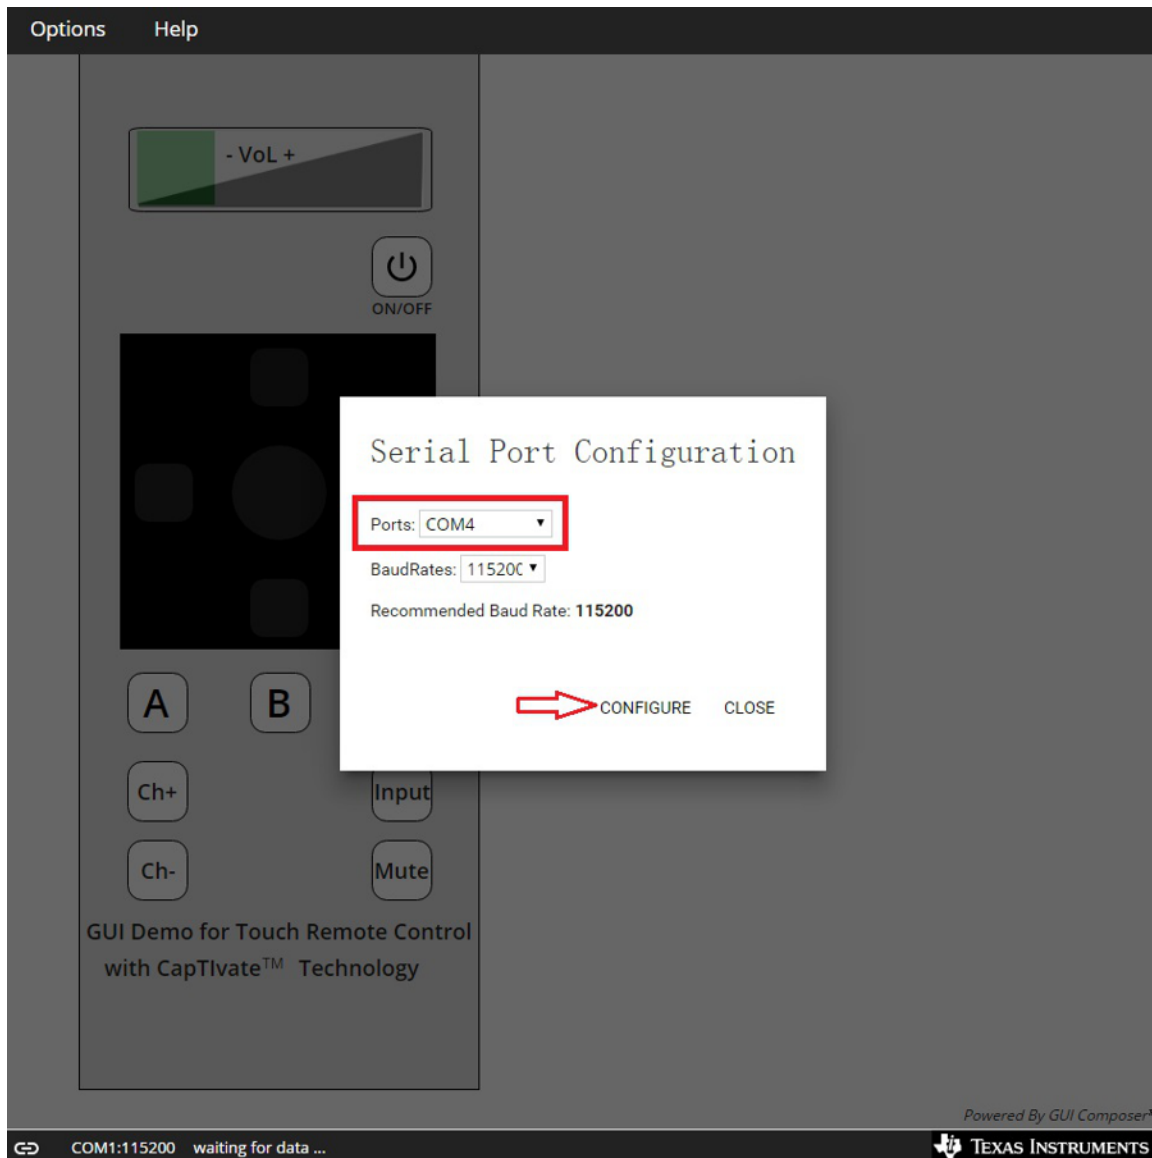 Options Help
- VoL +
ON/OFF
Serial Port Configuration
Ports: COM4
BaudRates: 115200
Recommended Baud Rate: 115200
CONFIGURE CLOSE
A B
Ch+ Input
Ch- Mute
GUI Demo for Touch Remote Control
with CapTIvate™ Technology
Powered By GUI Composer
COM1:115200 waiting for data ... TEXAS INSTRUMENTS